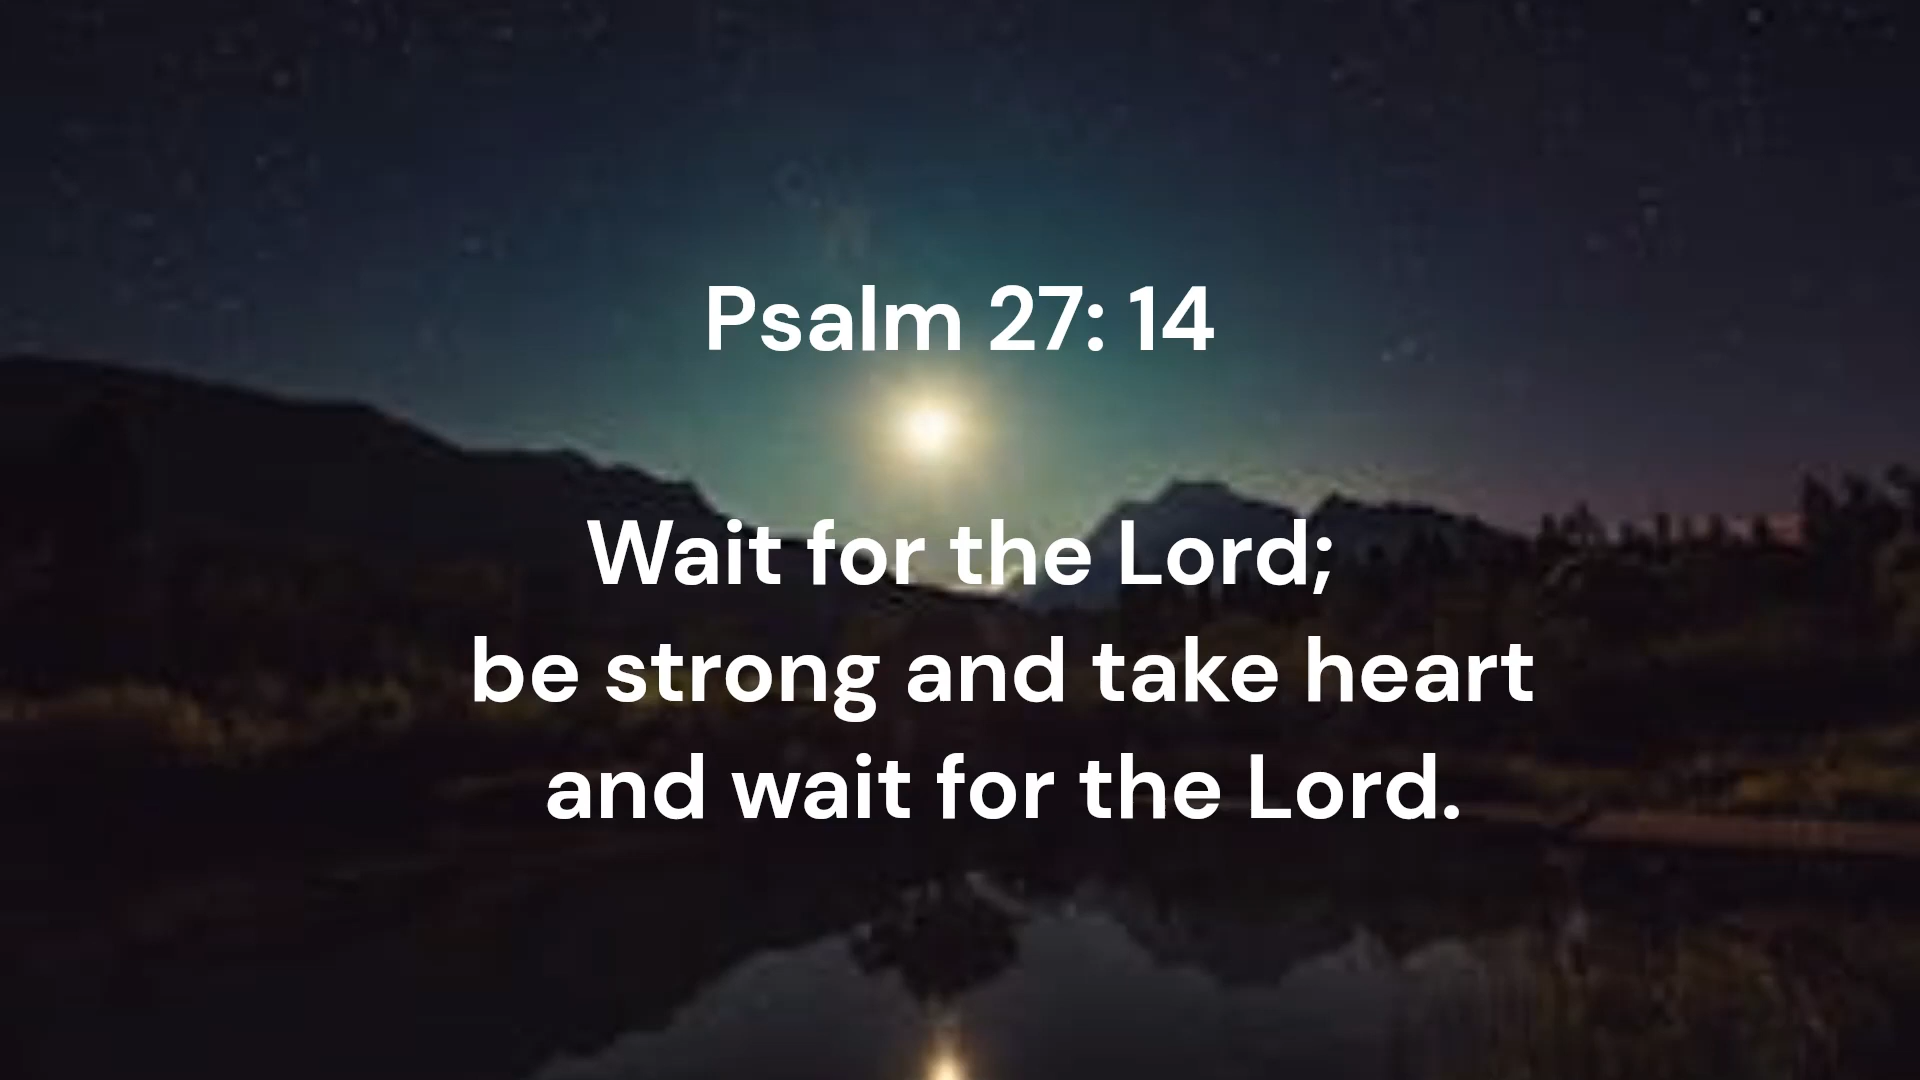 Psalm 27: 14
Wait for the Lord;
be strong and take heart
and wait for the Lord.